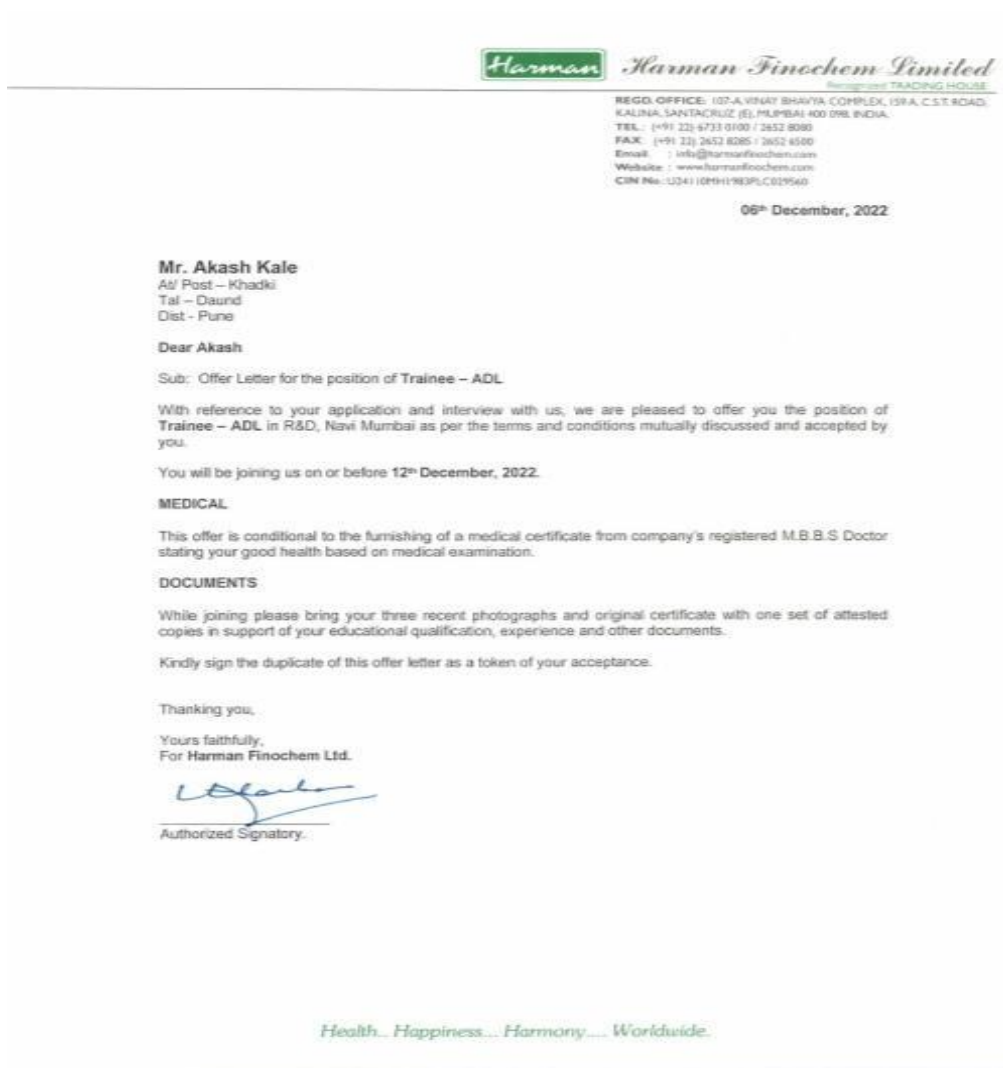 Harman Harman Finochem Limited
Recognized TRADING HOUSE
REGD. OFFICE: 107-A, VINAY BHAVYA COMPLEX, 159 A, C.S.T. ROAD,
KALINA, SANTACRUZ (E), MUMBAI 400 098. INDIA.
TEL.: (+91 22) 6733 0100 / 2652 8080
FAX: (+91 22) 2652 8285 / 2652 6500
Email : info@harmanfinochem.com
Website : www.harmanfinochem.com
CIN No.: U24110MH1983PLC029560
06th December, 2022
Mr. Akash Kale
At/ Post – Khadki
Tal – Daund
Dist - Pune
Dear Akash
Sub: Offer Letter for the position of Trainee – ADL
With reference to your application and interview with us, we are pleased to offer you the position of
Trainee – ADL in R&D, Navi Mumbai as per the terms and conditions mutually discussed and accepted by
you.
You will be joining us on or before 12th December, 2022.
MEDICAL
This offer is conditional to the furnishing of a medical certificate from company's registered M.B.B.S Doctor
stating your good health based on medical examination.
DOCUMENTS
While joining please bring your three recent photographs and original certificate with one set of attested
copies in support of your educational qualification, experience and other documents.
Kindly sign the duplicate of this offer letter as a token of your acceptance.
Thanking you,
Yours faithfully,
For Harman Finochem Ltd.
Authorized Signatory.
Health... Happiness.... Harmony..... Worldwide.